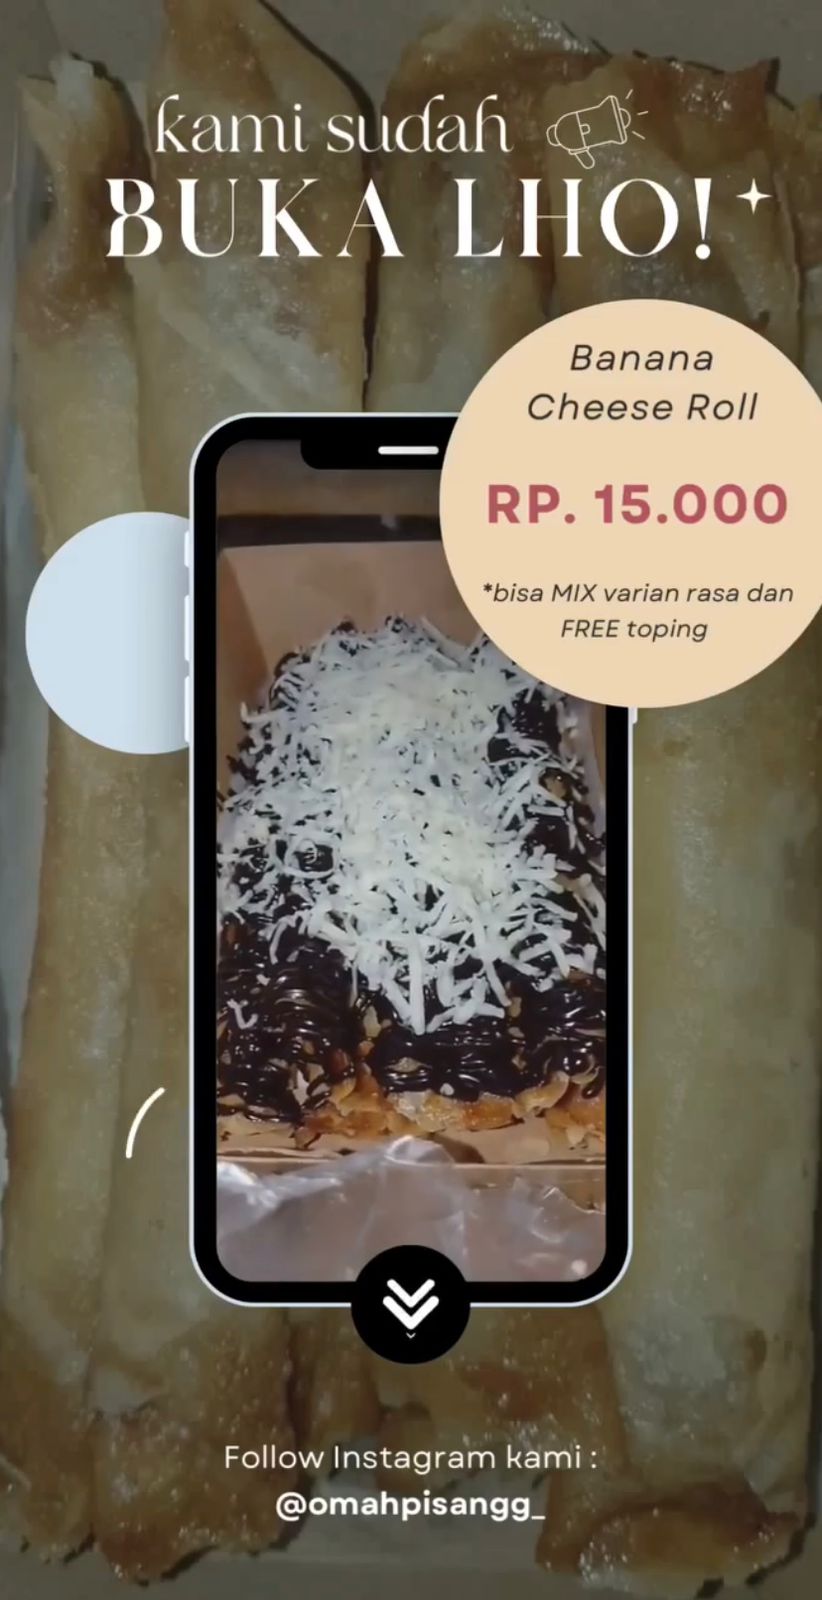 kami sudah
BUKA LHO!
Banana
Cheese Roll
RP. 15.000
*bisa MIX varian rasa dan
FREE toping
Follow Instagram kami :
@omahpisangg_